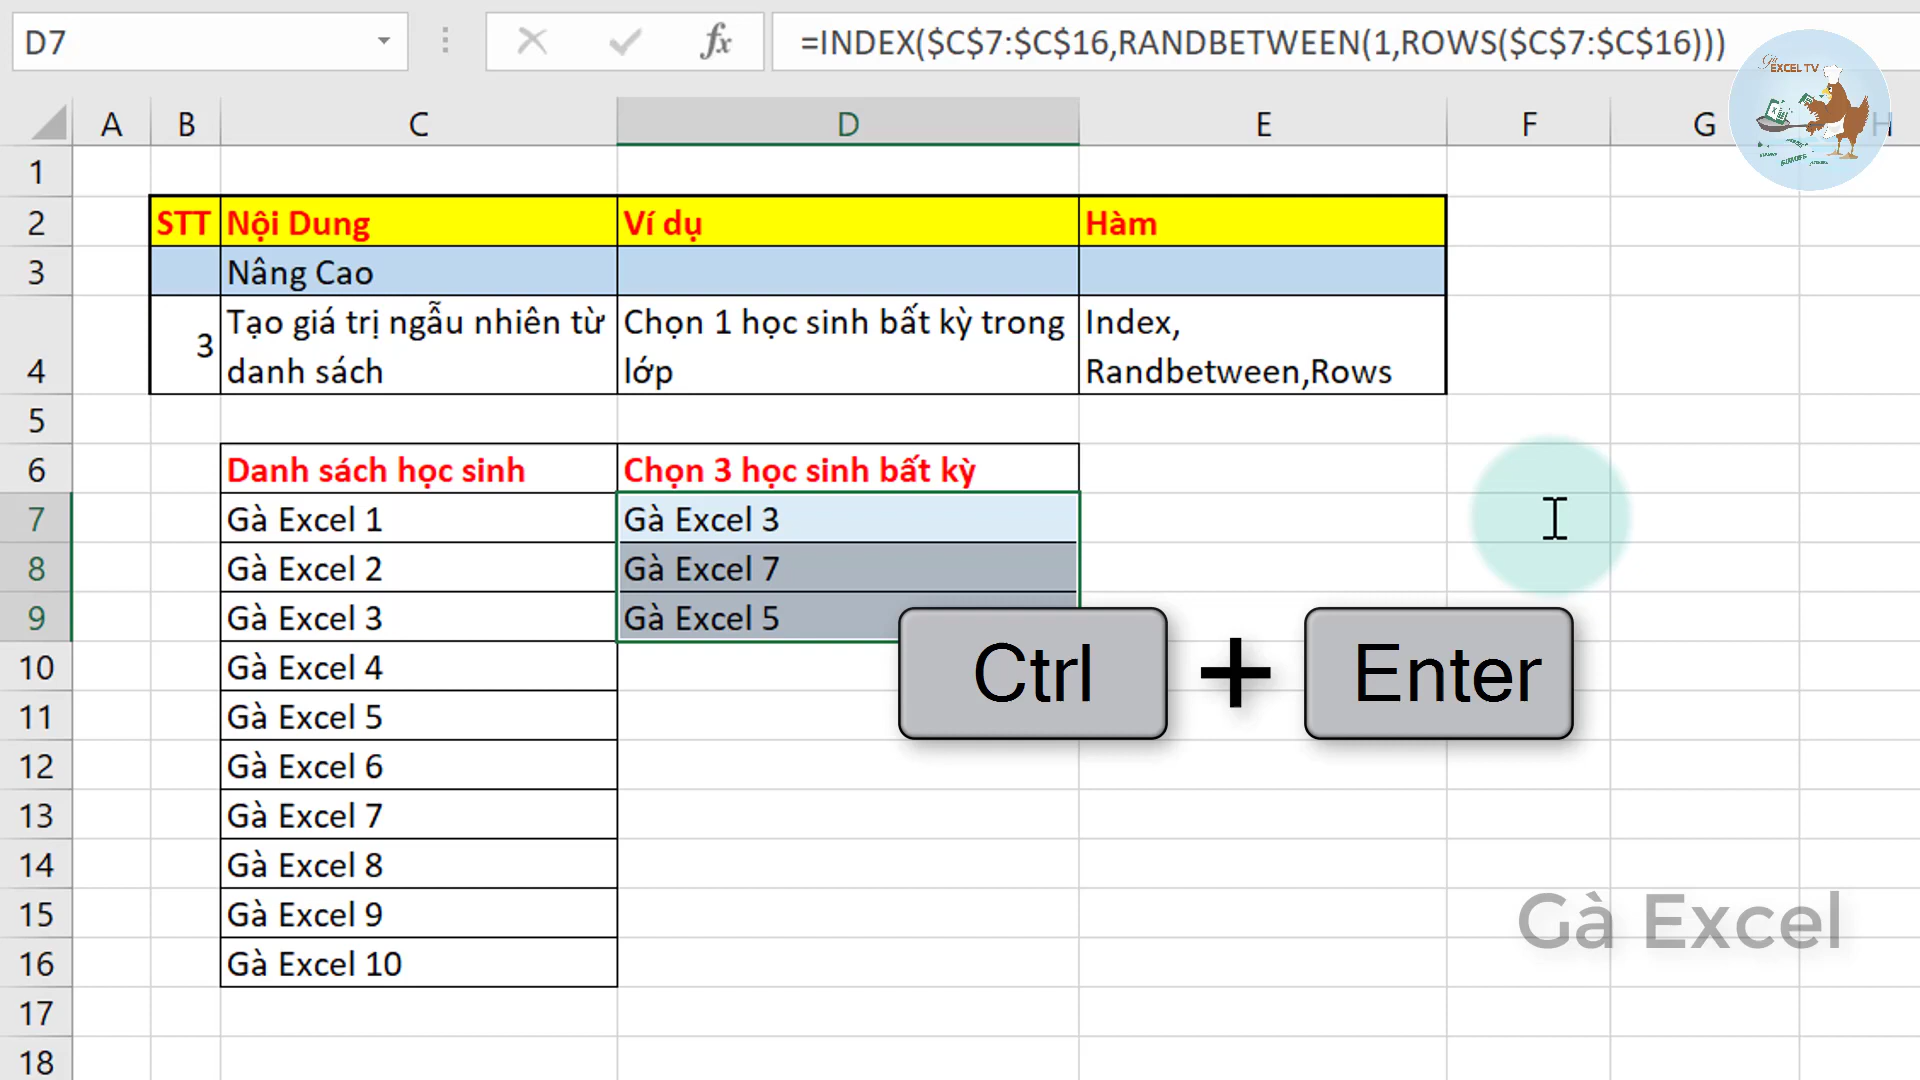 D7 fx =INDEX($C$7:$C$16,RANDBETWEEN(1,ROWS($C$7:$C$16)))
EXCEL TV
A B C D E F G H
1
2 STT Nội Dung Ví dụ Hàm
3 Nâng Cao
Tạo giá trị ngẫu nhiên từ Chọn 1 học sinh bất kỳ trong Index,
4 3 danh sách lớp Randbetween,Rows
5
6 Danh sách học sinh Chọn 3 học sinh bất kỳ
7 Gà Excel 1 Gà Excel 3
8 Gà Excel 2 Gà Excel 7
9 Gà Excel 3 Gà Excel 5
10 Gà Excel 4
Ctrl + Enter
11 Gà Excel 5
12 Gà Excel 6
13 Gà Excel 7
14 Gà Excel 8
15 Gà Excel 9
Gà Excel
16 Gà Excel 10
17
18